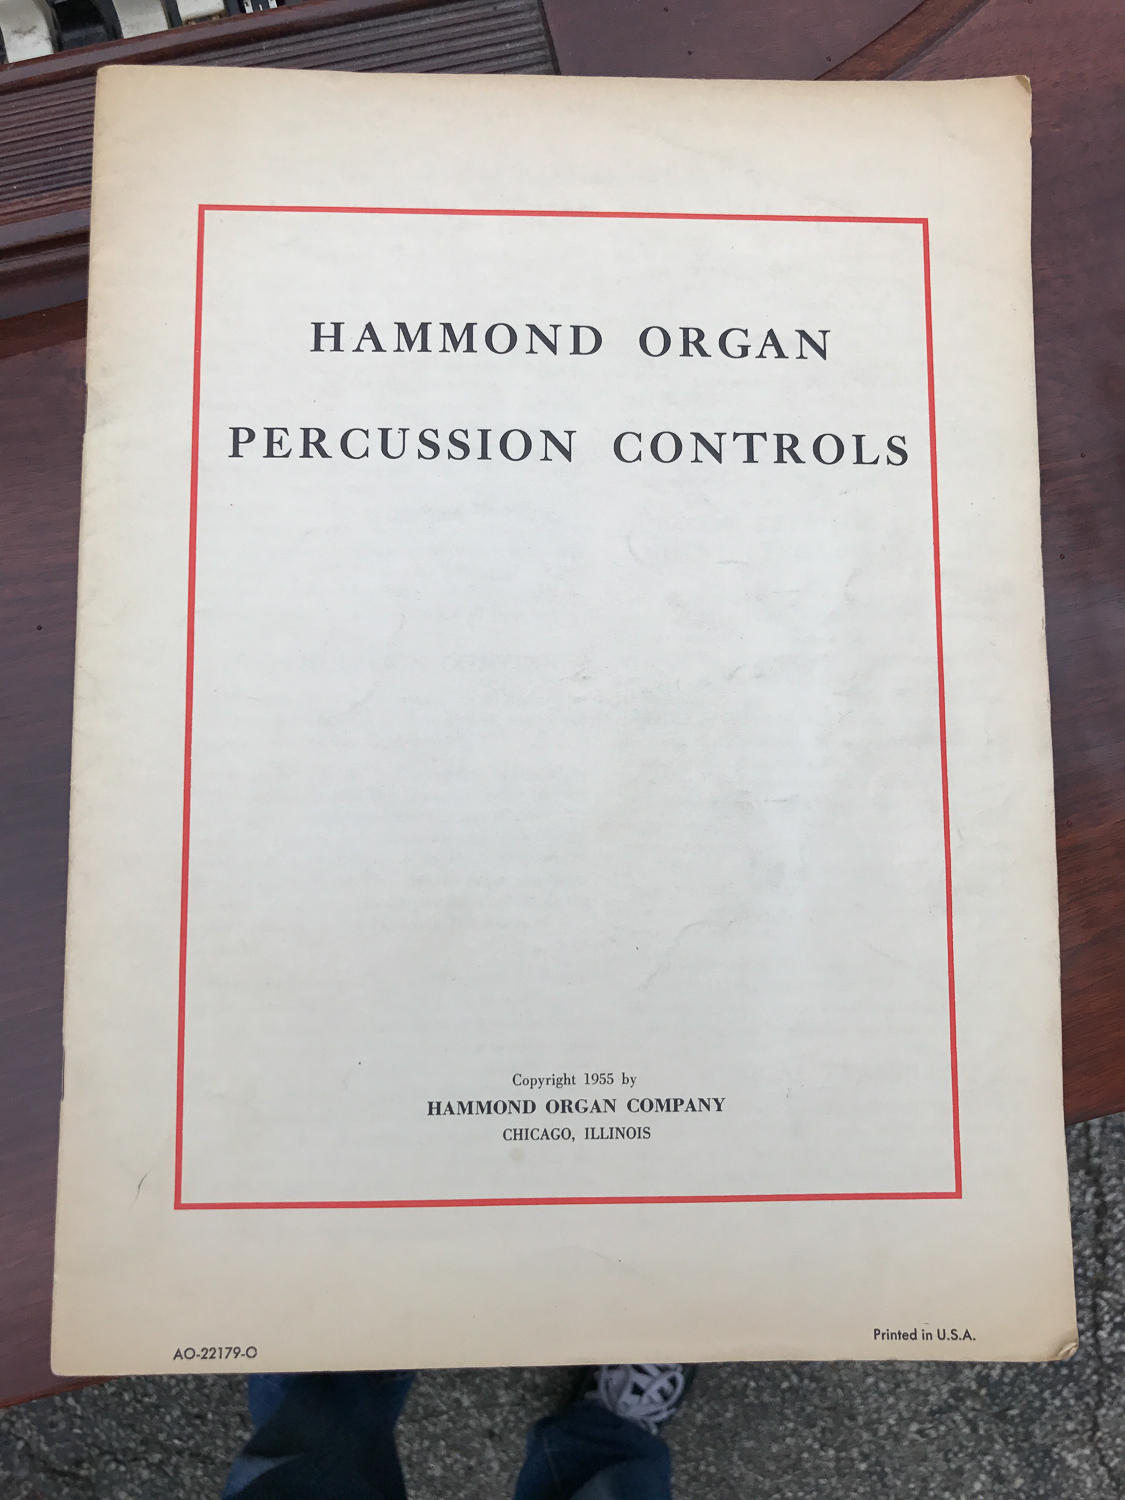 HAMMOND ORGAN
PERCUSSION CONTROLS
Copyright 1955 by
HAMMOND ORGAN COMPANY
CHICAGO, ILLINOIS
Printed in U.S.A.
AO-22179-O